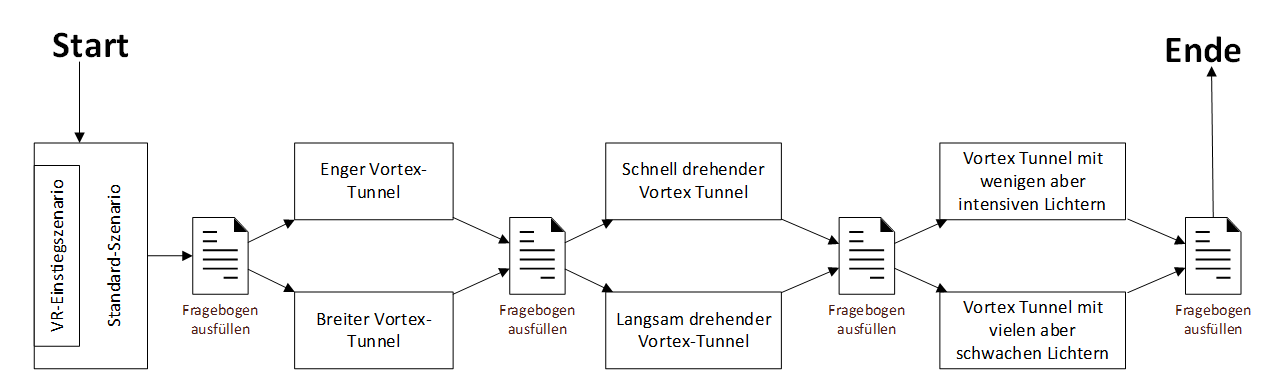 Start
Ende
VR-Einstiegszenario
Standard-Szenario
Fragebogen
ausfüllen
Enger Vortex-
Tunnel
Breiter Vortex-
Tunnel
Fragebogen
ausfüllen
Schnell drehender
Vortex Tunnel
Langsam drehender
Vortex-Tunnel
Fragebogen
ausfüllen
Vortex Tunnel mit
wenigen aber
intensiven Lichtern
Vortex Tunnel mit
vielen aber
schwachen Lichtern
Fragebogen
ausfüllen